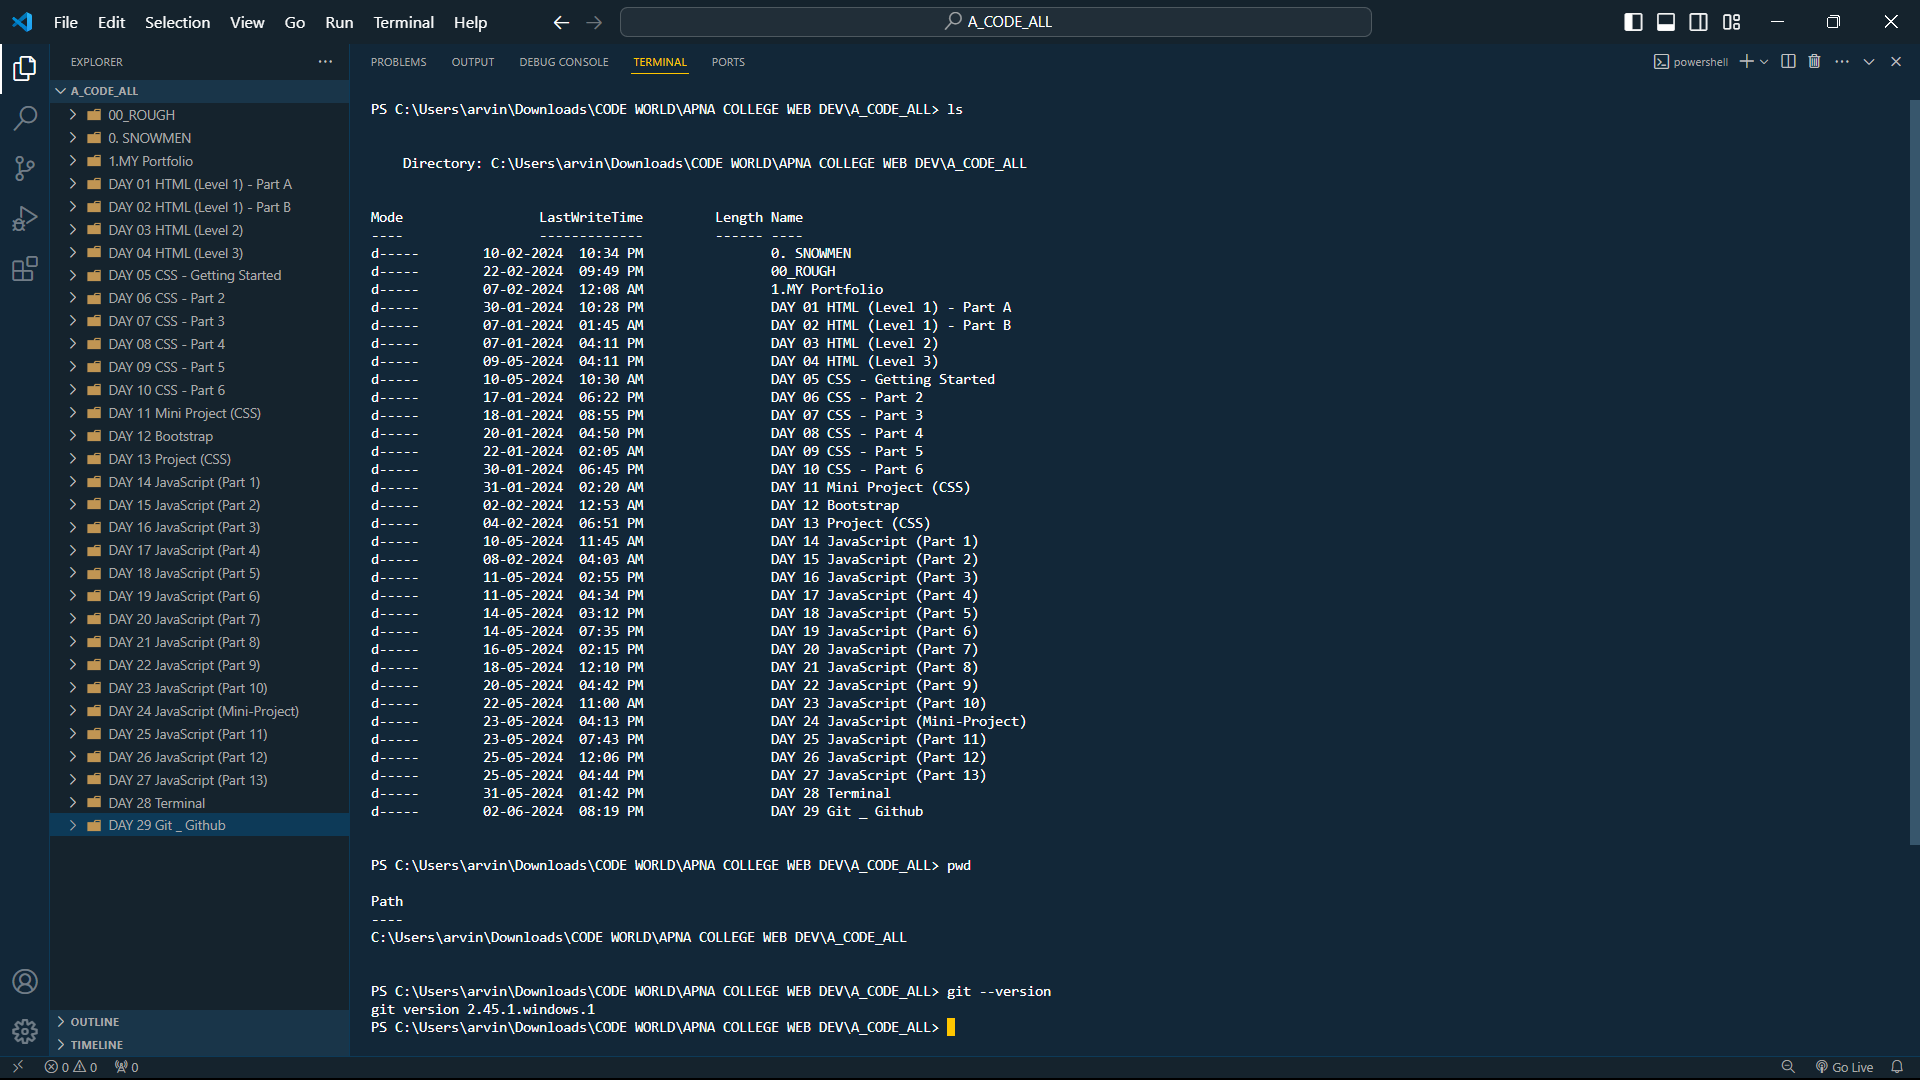 File Edit Selection View Go Run Terminal Help A_CODE_ALL
EXPLORER
A_CODE_ALL
00_ROUGH
0. SNOWMEN
1.MY Portfolio
DAY 01 HTML (Level 1) - Part A
DAY 02 HTML (Level 1) - Part B
DAY 03 HTML (Level 2)
DAY 04 HTML (Level 3)
DAY 05 CSS - Getting Started
DAY 06 CSS - Part 2
DAY 07 CSS - Part 3
DAY 08 CSS - Part 4
DAY 09 CSS - Part 5
DAY 10 CSS - Part 6
DAY 11 Mini Project (CSS)
DAY 12 Bootstrap
DAY 13 Project (CSS)
DAY 14 JavaScript (Part 1)
DAY 15 JavaScript (Part 2)
DAY 16 JavaScript (Part 3)
DAY 17 JavaScript (Part 4)
DAY 18 JavaScript (Part 5)
DAY 19 JavaScript (Part 6)
DAY 20 JavaScript (Part 7)
DAY 21 JavaScript (Part 8)
DAY 22 JavaScript (Part 9)
DAY 23 JavaScript (Part 10)
DAY 24 JavaScript (Mini-Project)
DAY 25 JavaScript (Part 11)
DAY 26 JavaScript (Part 12)
DAY 27 JavaScript (Part 13)
DAY 28 Terminal
DAY 29 Git _ Github
OUTLINE
TIMELINE
PROBLEMS OUTPUT DEBUG CONSOLE TERMINAL PORTS powershell
PS C:\Users\arvin\Downloads\CODE WORLD\APNA COLLEGE WEB DEV\A_CODE_ALL> ls
Directory: C:\Users\arvin\Downloads\CODE WORLD\APNA COLLEGE WEB DEV\A_CODE_ALL
Mode LastWriteTime Length Name
---- ------------- ------ ----
d----- 10-02-2024 10:34 PM 0. SNOWMEN
d----- 22-02-2024 09:49 PM 00_ROUGH
d----- 07-02-2024 12:08 AM 1.MY Portfolio
d----- 30-01-2024 10:28 PM DAY 01 HTML (Level 1) - Part A
d----- 07-01-2024 01:45 AM DAY 02 HTML (Level 1) - Part B
d----- 07-01-2024 04:11 PM DAY 03 HTML (Level 2)
d----- 09-05-2024 04:11 PM DAY 04 HTML (Level 3)
d----- 10-05-2024 10:30 AM DAY 05 CSS - Getting Started
d----- 17-01-2024 06:22 PM DAY 06 CSS - Part 2
d----- 18-01-2024 08:55 PM DAY 07 CSS - Part 3
d----- 20-01-2024 04:50 PM DAY 08 CSS - Part 4
d----- 22-01-2024 02:05 AM DAY 09 CSS - Part 5
d----- 30-01-2024 06:45 PM DAY 10 CSS - Part 6
d----- 31-01-2024 02:20 AM DAY 11 Mini Project (CSS)
d----- 02-02-2024 12:53 AM DAY 12 Bootstrap
d----- 04-02-2024 06:51 PM DAY 13 Project (CSS)
d----- 10-05-2024 11:45 AM DAY 14 JavaScript (Part 1)
d----- 08-02-2024 04:03 AM DAY 15 JavaScript (Part 2)
d----- 11-05-2024 02:55 PM DAY 16 JavaScript (Part 3)
d----- 11-05-2024 04:34 PM DAY 17 JavaScript (Part 4)
d----- 14-05-2024 03:12 PM DAY 18 JavaScript (Part 5)
d----- 14-05-2024 07:35 PM DAY 19 JavaScript (Part 6)
d----- 16-05-2024 02:15 PM DAY 20 JavaScript (Part 7)
d----- 18-05-2024 12:10 PM DAY 21 JavaScript (Part 8)
d----- 20-05-2024 04:42 PM DAY 22 JavaScript (Part 9)
d----- 22-05-2024 11:00 AM DAY 23 JavaScript (Part 10)
d----- 23-05-2024 04:13 PM DAY 24 JavaScript (Mini-Project)
d----- 23-05-2024 07:43 PM DAY 25 JavaScript (Part 11)
d----- 25-05-2024 12:06 PM DAY 26 JavaScript (Part 12)
d----- 25-05-2024 04:44 PM DAY 27 JavaScript (Part 13)
d----- 31-05-2024 01:42 PM DAY 28 Terminal
d----- 02-06-2024 08:19 PM DAY 29 Git _ Github
PS C:\Users\arvin\Downloads\CODE WORLD\APNA COLLEGE WEB DEV\A_CODE_ALL> pwd
Path
----
C:\Users\arvin\Downloads\CODE WORLD\APNA COLLEGE WEB DEV\A_CODE_ALL
PS C:\Users\arvin\Downloads\CODE WORLD\APNA COLLEGE WEB DEV\A_CODE_ALL> git --version
git version 2.45.1.windows.1
PS C:\Users\arvin\Downloads\CODE WORLD\APNA COLLEGE WEB DEV\A_CODE_ALL>
0 0 0 Go Live